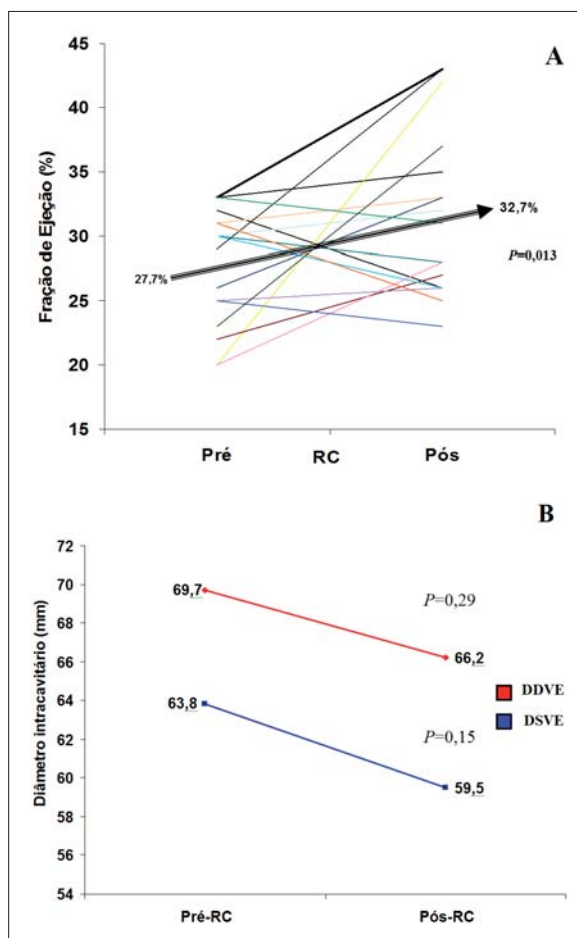 A
Fração de Ejeção (%)
45
40
35
30
25
20
15
27,7%
32,7%
P=0,013
Pré
RC
Pós
B
Diâmetro intracavitário (mm)
72
70
68
66
64
62
60
58
56
54
69,7
66,2
63,8
59,5
P=0,29
P=0,15
DDVE
DSVE
Pré-RC
Pós-RC